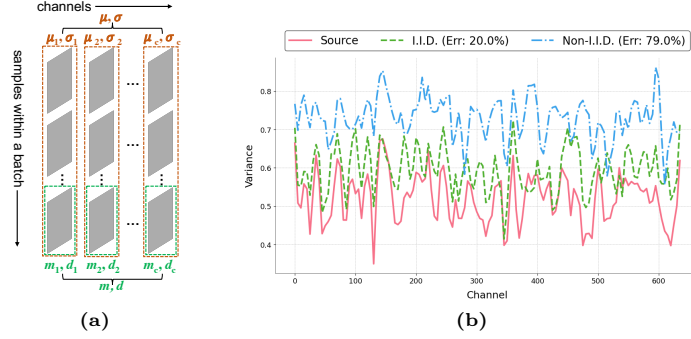 channels
μ, σ
μ1, σ1 μ2, σ2 μc, σc
samples within a batch
...
...
...
m1, d1 m2, d2 mc, dc
m, d
(a)
Source I.I.D. (Err: 20.0%) Non-I.I.D. (Err: 79.0%)
Variance
0.8
0.7
0.6
0.5
0.4
0 100 200 300 400 500 600
Channel
(b)